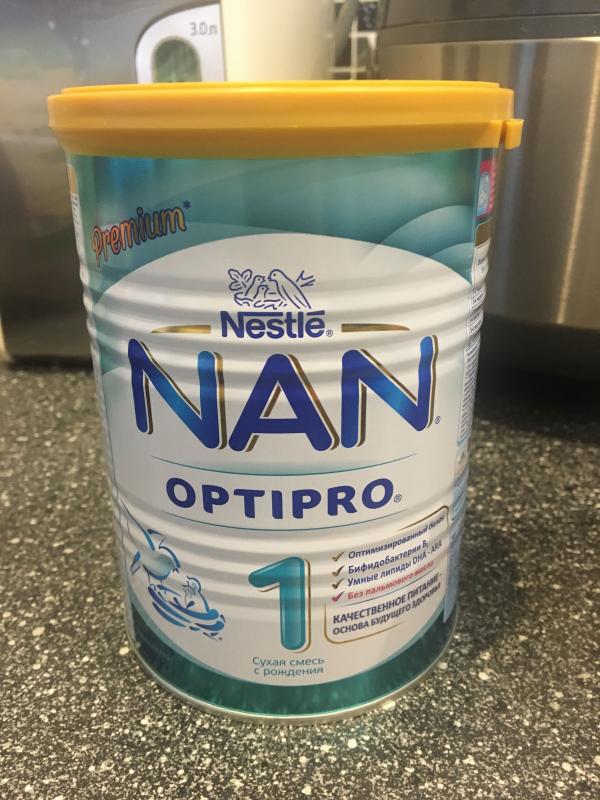 3.0л
Premium*
Nestlé®
NAN®
OPTIPRO®
✓ Оптимизированный белок
✓ Бифидобактерии BL
✓ Умные липиды DHA - ARA
✓ Без пальмового масла
КАЧЕСТВЕННОЕ ПИТАНИЕ -
ОСНОВА БУДУЩЕГО ЗДОРОВЬЯ
1
Сухая смесь
с рождения